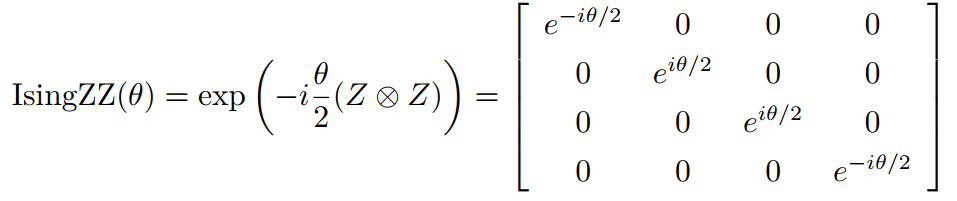 IsingZZ(θ) = exp(−i θ/2 (Z ⊗ Z)) =
e^{−iθ/2} 0 0 0
0 e^{iθ/2} 0 0
0 0 e^{iθ/2} 0
0 0 0 e^{−iθ/2}